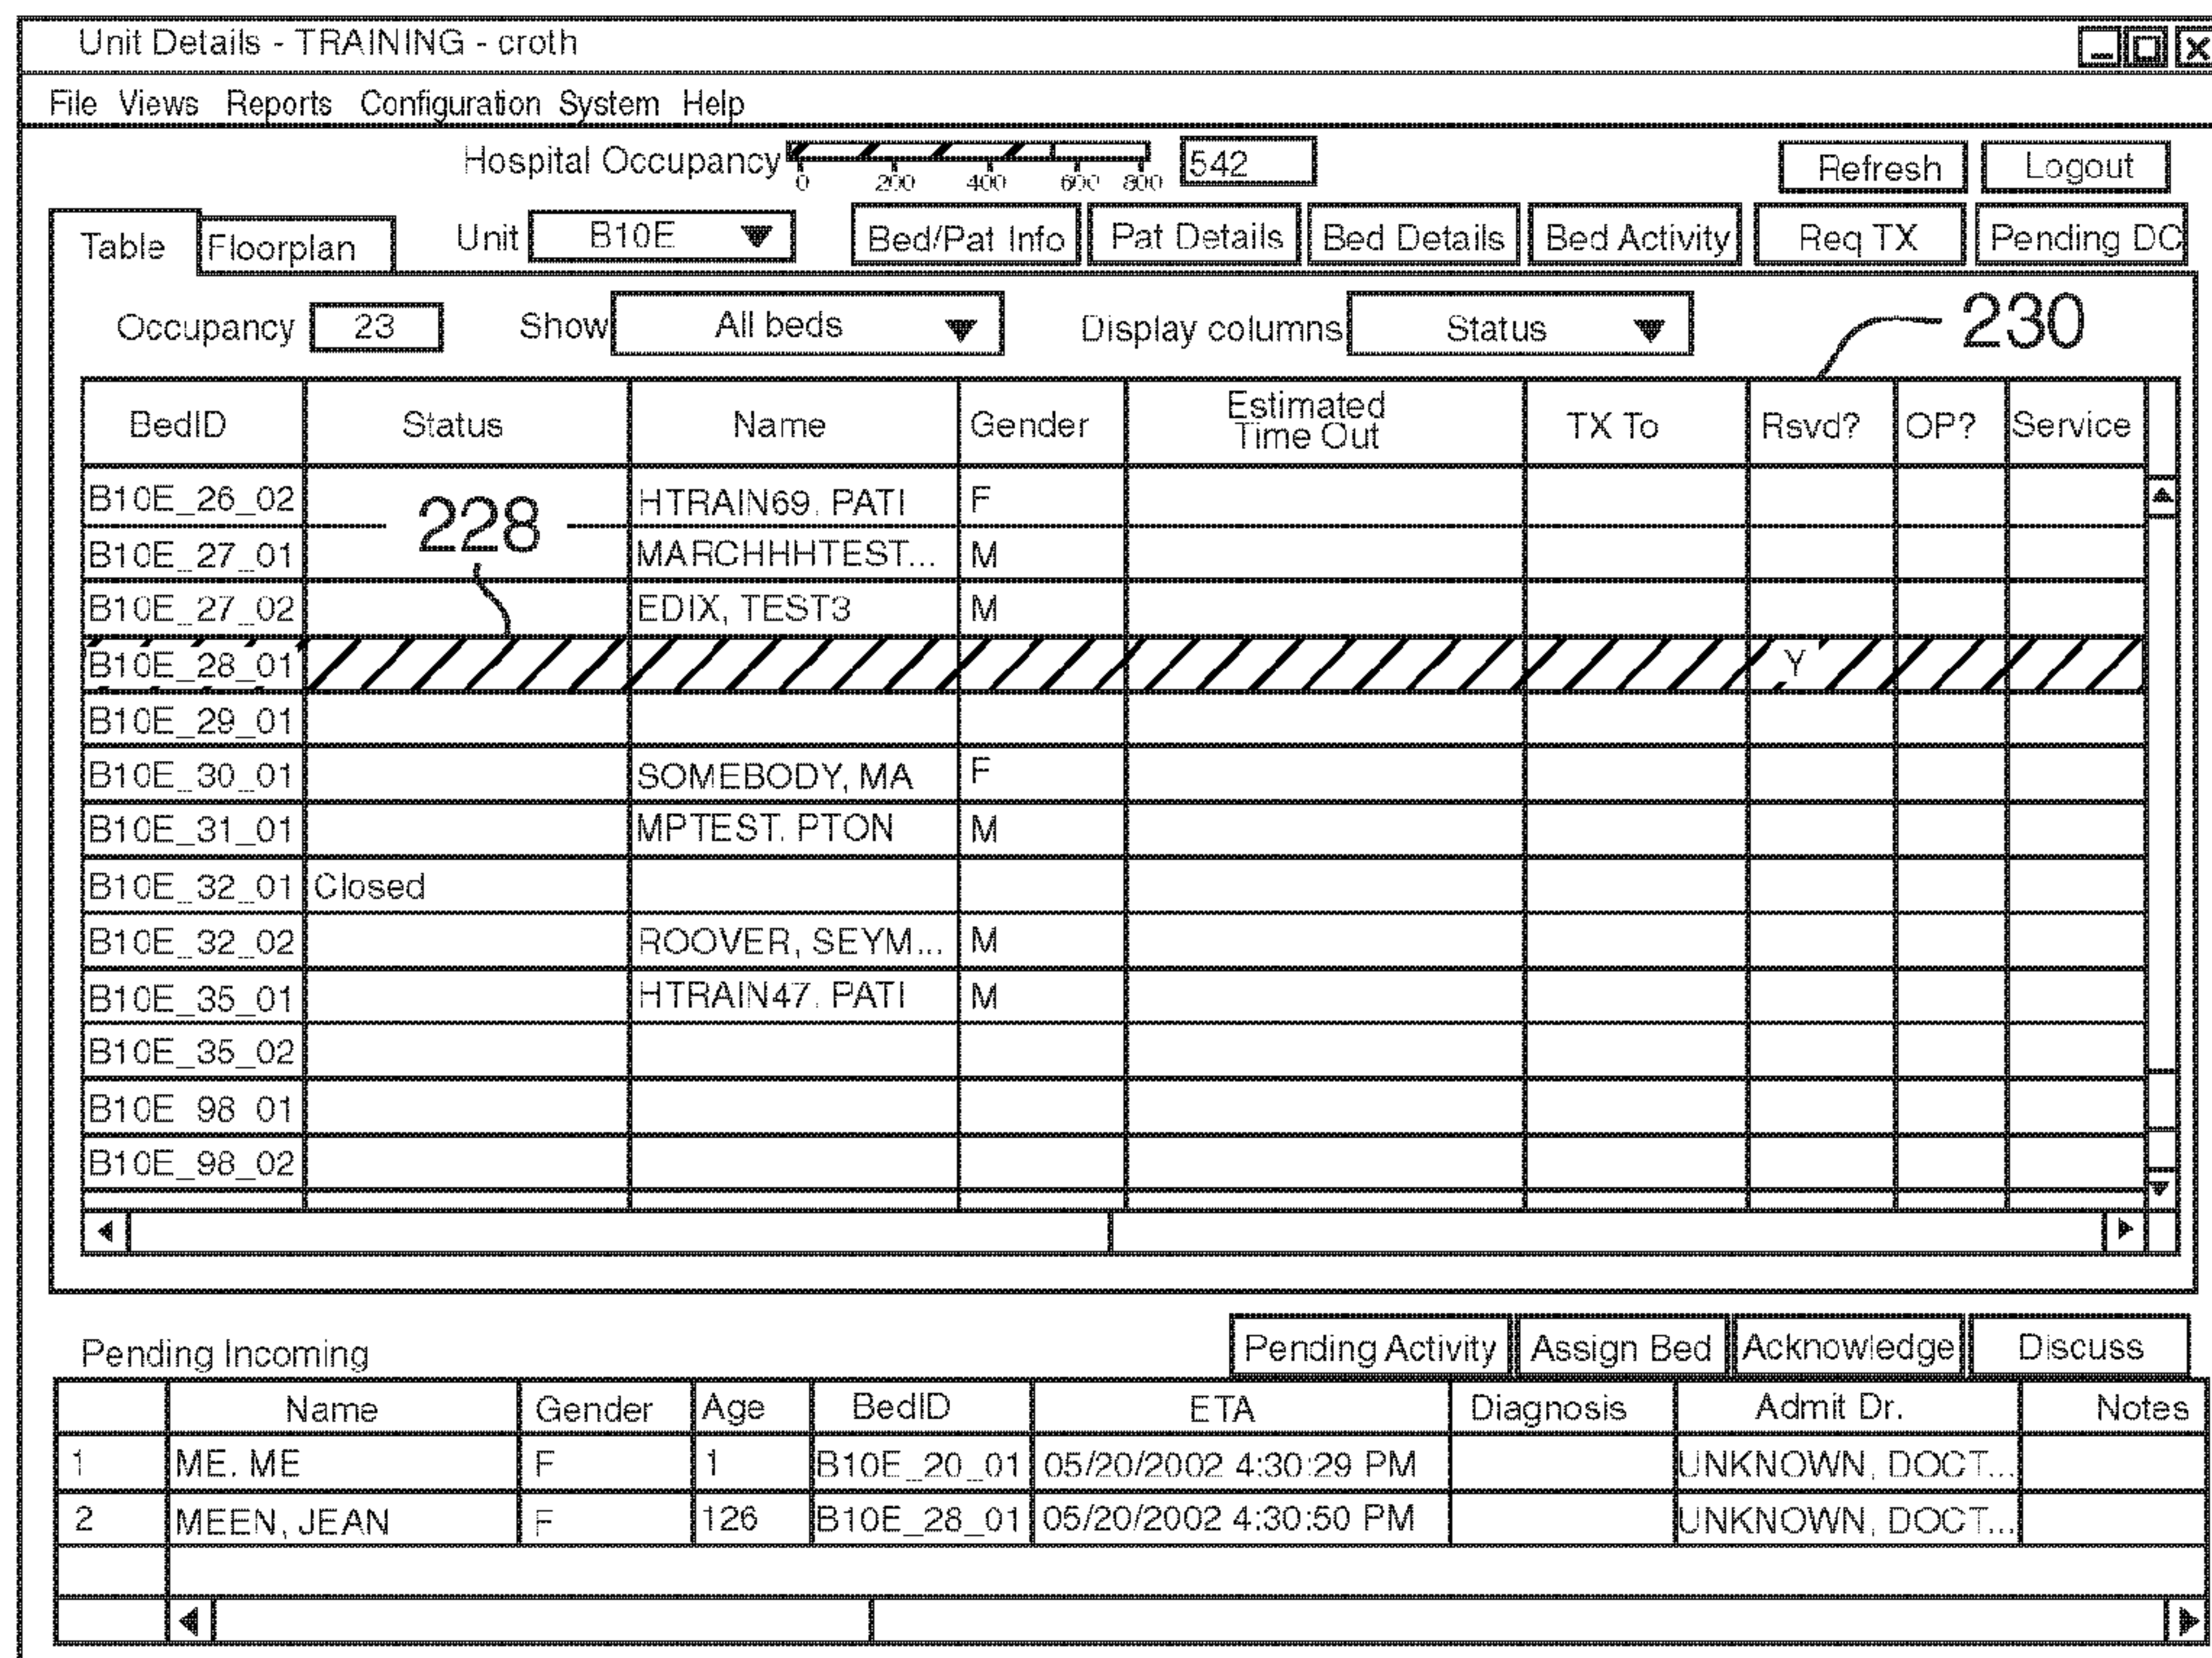 Unit Details - TRAINING - croth
File Views Reports Configuration System Help
Hospital Occupancy 0 200 400 600 800 542 Refresh Logout
Table Floorplan Unit B10E Bed/Pat Info Pat Details Bed Details Bed Activity Req TX Pending DC
Occupancy 23 Show All beds Display columns Status 230
BedID Status Name Gender Estimated Time Out TX To Rsvd? OP? Service
B10E_26_02 HTRAIN69, PATI F
228
B10E_27_01 MARCHHHTEST... M
B10E_27_02 EDIX, TEST3 M
B10E_28_01 Y
B10E_29_01
B10E_30_01 SOMEBODY, MA F
B10E_31_01 MPTEST, PTON M
B10E_32_01 Closed
B10E_32_02 ROOVER, SEYM... M
B10E_35_01 HTRAIN47, PATI M
B10E_35_02
B10E_98_01
B10E_98_02
Pending Incoming Pending Activity Assign Bed Acknowledge Discuss
Name Gender Age BedID ETA Diagnosis Admit Dr. Notes
1 ME, ME F 1 B10E_20_01 05/20/2002 4:30:29 PM UNKNOWN, DOCT...
2 MEEN, JEAN F 126 B10E_28_01 05/20/2002 4:30:50 PM UNKNOWN, DOCT...